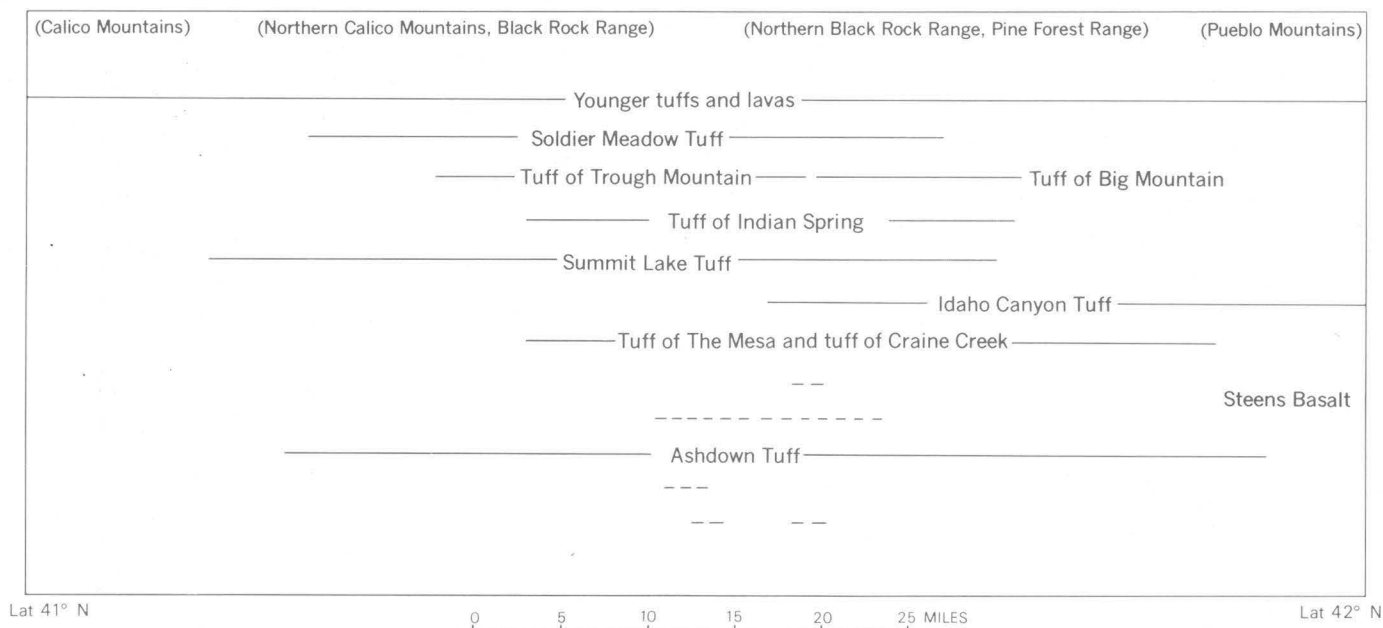 (Calico Mountains) (Northern Calico Mountains, Black Rock Range) (Northern Black Rock Range, Pine Forest Range) (Pueblo Mountains)
Younger tuffs and lavas
Soldier Meadow Tuff
Tuff of Trough Mountain Tuff of Big Mountain
Tuff of Indian Spring
Summit Lake Tuff
Idaho Canyon Tuff
Tuff of The Mesa and tuff of Craine Creek
Steens Basalt
Ashdown Tuff
Lat 41° N Lat 42° N
0 5 10 15 20 25 MILES